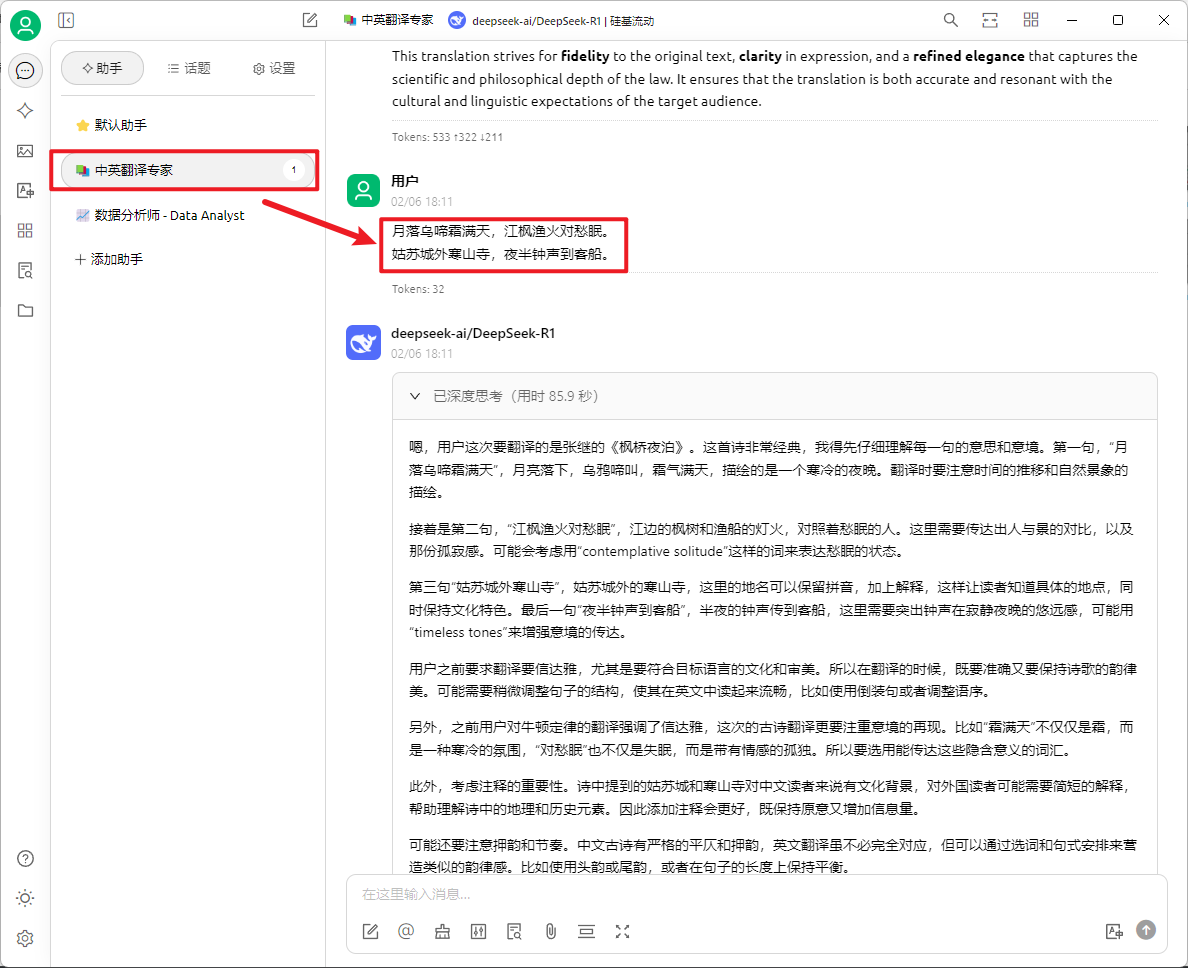 中英翻译专家
deepseek-ai/DeepSeek-R1 | 硅基流动
助手
话题
设置
默认助手
中英翻译专家
1
数据分析师 - Data Analyst
添加助手
This translation strives for fidelity to the original text, clarity in expression, and a refined elegance that captures the
scientific and philosophical depth of the law. It ensures that the translation is both accurate and resonant with the
cultural and linguistic expectations of the target audience.
Tokens: 533 ↑322 ↓211
用户
02/06 18:11
月落乌啼霜满天，江枫渔火对愁眠。
姑苏城外寒山寺，夜半钟声到客船。
Tokens: 32
deepseek-ai/DeepSeek-R1
02/06 18:11
已深度思考（用时 85.9 秒）
嗯，用户这次要翻译的是张继的《枫桥夜泊》。这首诗非常经典，我得先仔细理解每一句的意思和意境。第一句，“月
落乌啼霜满天”，月亮落下，乌鸦啼叫，霜气满天，描绘的是一个寒冷的夜晚。翻译时要注意时间的推移和自然景象的
描绘。
接着是第二句，“江枫渔火对愁眠”，江边的枫树和渔船的灯火，对照着愁眠的人。这里需要传达出人与景的对比，以及
那份孤寂感。可能会考虑用“contemplative solitude”这样的词来表达愁眠的状态。
第三句“姑苏城外寒山寺”，姑苏城外的寒山寺，这里的地名可以保留拼音，加上解释，这样让读者知道具体的地点，同
时保持文化特色。最后一句“夜半钟声到客船”，半夜的钟声传到客船，这里需要突出钟声在寂静夜晚的悠远感，可能用
“timeless tones”来增强意境的传达。
用户之前要求翻译要信达雅，尤其是要符合目标语言的文化和审美。所以在翻译的时候，既要准确又要保持诗歌的韵律
美。可能需要稍微调整句子的结构，使其在英文中读起来流畅，比如使用倒装句或者调整语序。
另外，之前用户对牛顿定律的翻译强调了信达雅，这次的古诗翻译更要注重意境的再现。比如“霜满天”不仅仅是霜，而
是一种寒冷的氛围，“对愁眠”也不仅是失眠，而是带有情感的孤独。所以要选用能传达这些隐含意义的词汇。
此外，考虑注释的重要性。诗中提到的姑苏城和寒山寺对中文读者来说有文化背景，对外国读者可能需要简短的解释，
帮助理解诗中的地理和历史元素。因此添加注释会更好，既保持原意又增加信息量。
可能还要注意押韵和节奏。中文古诗有严格的平仄和押韵，英文翻译虽不必完全对应，但可以通过选词和句式安排来营
造类似的韵律感。比如使用头韵或尾韵，或者在句子的长度上保持平衡。
在这里输入消息...